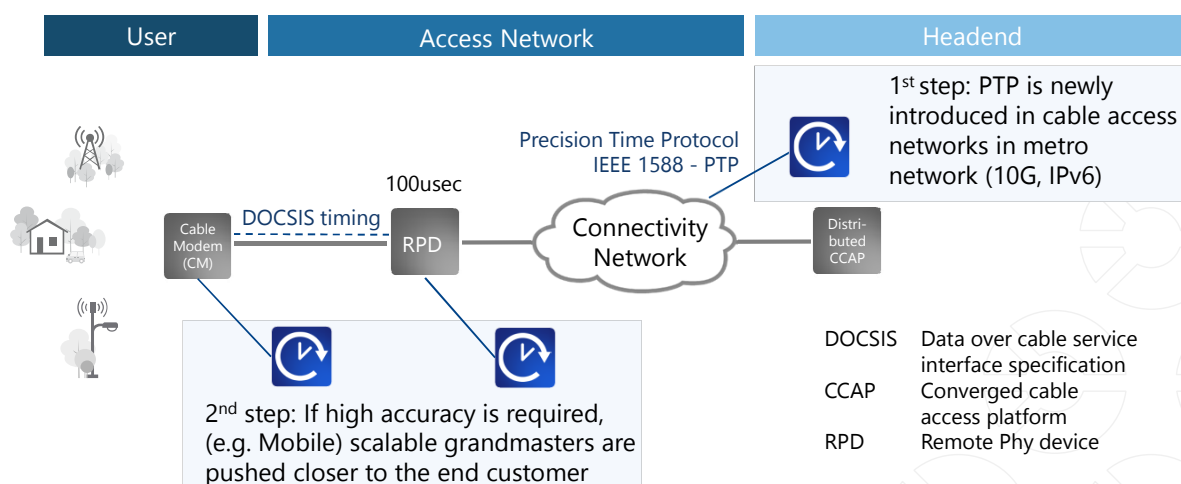 User
Access Network
Headend
1st step: PTP is newly
introduced in cable access
networks in metro
network (10G, IPv6)
Precision Time Protocol
IEEE 1588 - PTP
100usec
DOCSIS timing
Cable
Modem
(CM)
RPD
Connectivity
Network
Distri-
buted
CCAP
2nd step: If high accuracy is required,
(e.g. Mobile) scalable grandmasters are
pushed closer to the end customer
DOCSIS Data over cable service
interface specification
CCAP Converged cable
access platform
RPD Remote Phy device